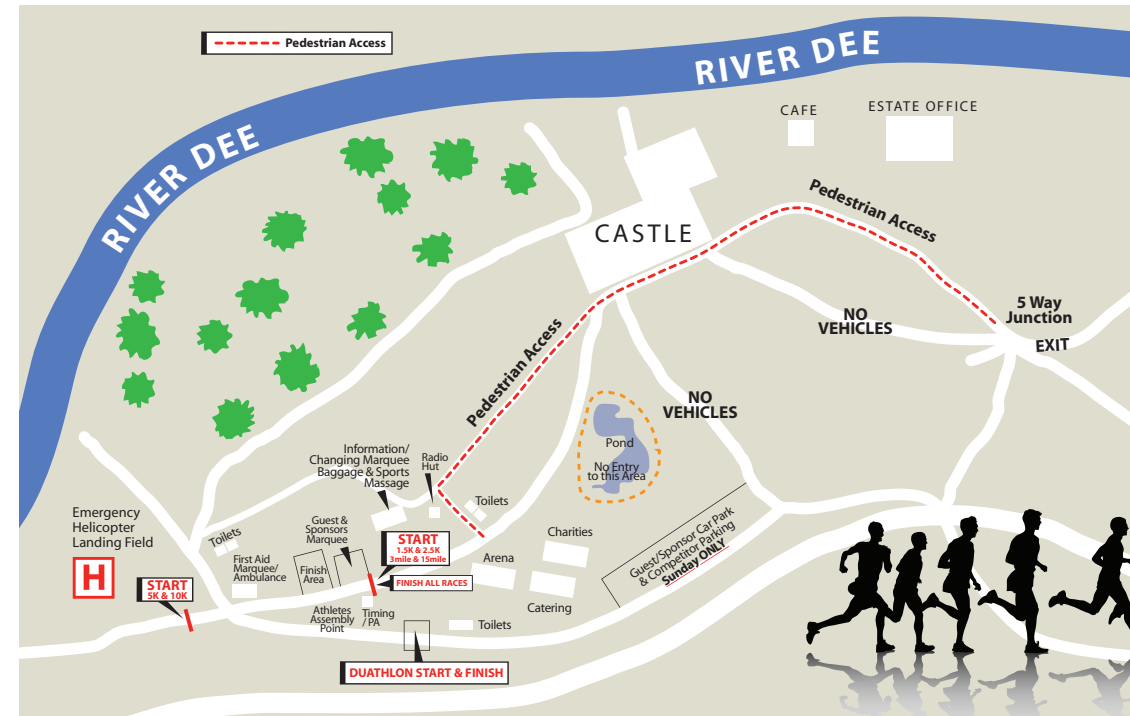 Pedestrian Access
RIVER DEE
RIVER DEE
CAFE
ESTATE OFFICE
CASTLE
Pedestrian Access
5 Way
Junction
EXIT
NO
VEHICLES
NO
VEHICLES
Pedestrian Access
Pond
No Entry
to this Area
Information/
Changing Marquee
Baggage & Sports
Massage
Radio
Hut
Toilets
Emergency
Helicopter
Landing Field
H
START
5K & 10K
Toilets
First Aid
Marquee/
Ambulance
Guest &
Sponsors
Marquee
Finish
Area
START
1.5K & 2.5K
3mile & 15mile
FINISH ALL RACES
Arena
Charities
Catering
Athletes
Assembly
Point
Timing
/ PA
Toilets
DUATHLON START & FINISH
Guest/Sponsor Car Park
& Competitor Parking
Sunday ONLY